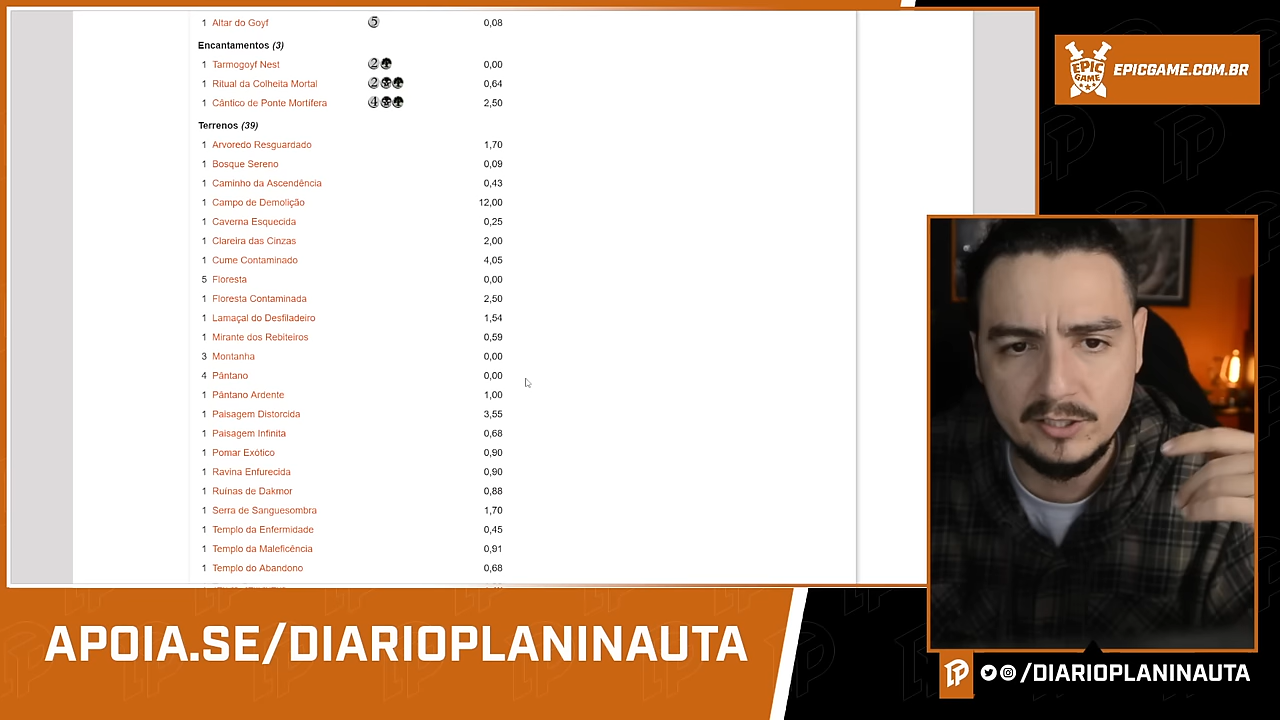 1 Altar do Goyf 5 0,08
Encantamentos (3)
1 Tarmogoyf Nest 2 0,00
1 Ritual da Colheita Mortal 2 0,64
1 Cântico de Ponte Mortífera 4 2,50
Terrenos (39)
1 Arvoredo Resguardado 1,70
1 Bosque Sereno 0,09
1 Caminho da Ascendência 0,43
1 Campo de Demolição 12,00
1 Caverna Esquecida 0,25
1 Clareira das Cinzas 2,00
1 Cume Contaminado 4,05
5 Floresta 0,00
1 Floresta Contaminada 2,50
1 Lamaçal do Desfiladeiro 1,54
1 Mirante dos Rebiteiros 0,59
3 Montanha 0,00
4 Pântano 0,00
1 Pântano Ardente 1,00
1 Paisagem Distorcida 3,55
1 Paisagem Infinita 0,68
1 Pomar Exótico 0,90
1 Ravina Enfurecida 0,90
1 Ruínas de Dakmor 0,88
1 Serra de Sanguesombra 1,70
1 Templo da Enfermidade 0,45
1 Templo da Maleficência 0,91
1 Templo do Abandono 0,68
EPIC GAME
EPICGAME.COM.BR
APOIA.SE/DIARIOPLANINAUTA
/DIARIOPLANINAUTA